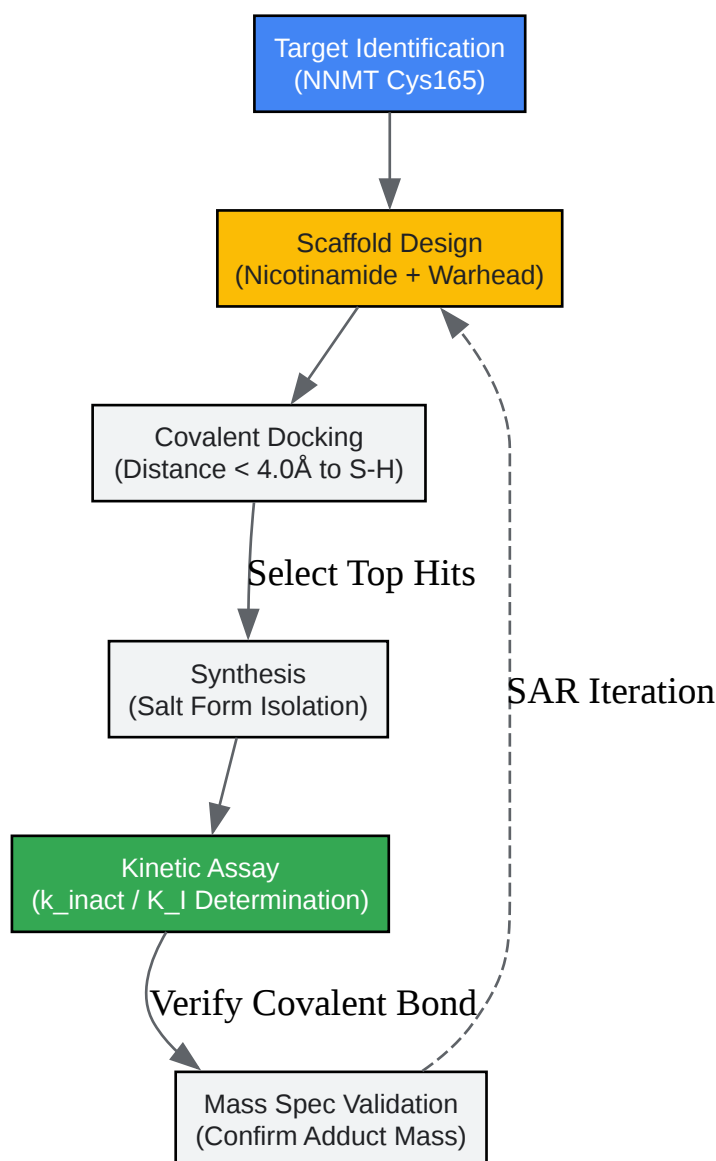 Target Identification
(NNMT Cys165)
Scaffold Design
(Nicotinamide + Warhead)
Covalent Docking
(Distance < 4.0Å to S-H)
Select Top Hits
Synthesis
(Salt Form Isolation)
SAR Iteration
Kinetic Assay
(k_inact / K_I Determination)
Verify Covalent Bond
Mass Spec Validation
(Confirm Adduct Mass)